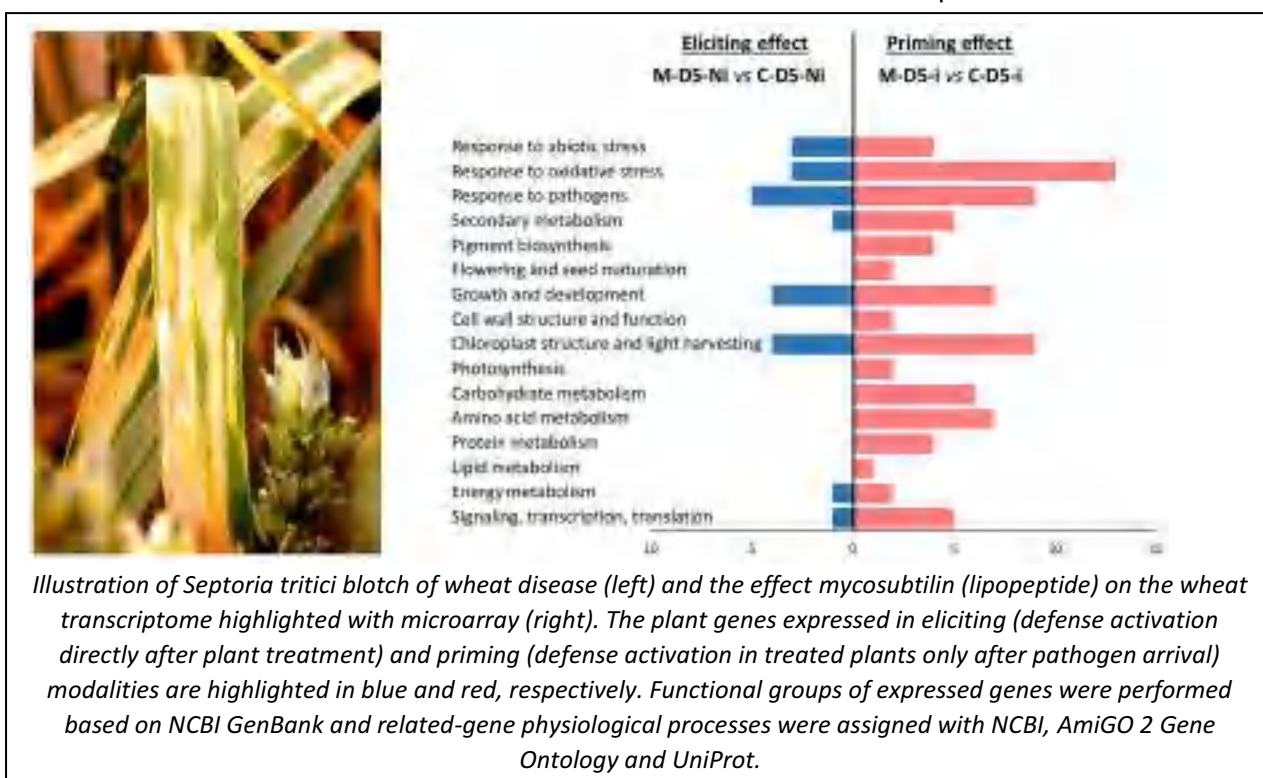 Eliciting effect
M-D5-Ni vs C-D5-Ni
Priming effect
M-D5-i vs C-D5-i
Response to abiotic stress
Response to oxidative stress
Response to pathogens
Secondary metabolism
Pigment biosynthesis
Flowering and seed maturation
Growth and development
Cell wall structure and function
Chloroplast structure and light harvesting
Photosynthesis
Carbohydrate metabolism
Amino acid metabolism
Protein metabolism
Lipid metabolism
Energy metabolism
Signaling, transcription, translation
10 5 0 5 10 15
Illustration of Septoria tritici blotch of wheat disease (left) and the effect mycosubtilin (lipopeptide) on the wheat
transcriptome highlighted with microarray (right). The plant genes expressed in eliciting (defense activation
directly after plant treatment) and priming (defense activation in treated plants only after pathogen arrival)
modalities are highlighted in blue and red, respectively. Functional groups of expressed genes were performed
based on NCBI GenBank and related-gene physiological processes were assigned with NCBI, AmiGO 2 Gene
Ontology and UniProt.